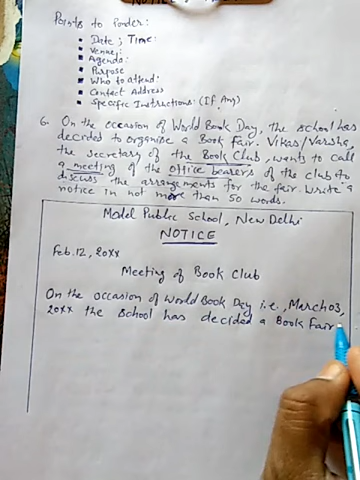 NOTICE
Points to Ponder:
▪ Date ; Time:
▪ Venue;
▪ Agenda:
▪ Purpose
▪ Who to attend:
▪ Contact Address
▪ Specific Instructions: (If Any)
6. On the occasion of World Book Day, the school has
decided to organise a Book Fair. Vikas/Varsha,
the Secretary of the Book Club, wants to call
a meeting of the office bearers of the club to
discuss the arrangements for the fair. Write a
notice in not more than 50 words.
Model Public School, New Delhi
NOTICE
Feb. 12, 20XX
Meeting of Book Club
On the occasion of World Book Day i.e., March 03,
20XX the School has decided a Book Fair